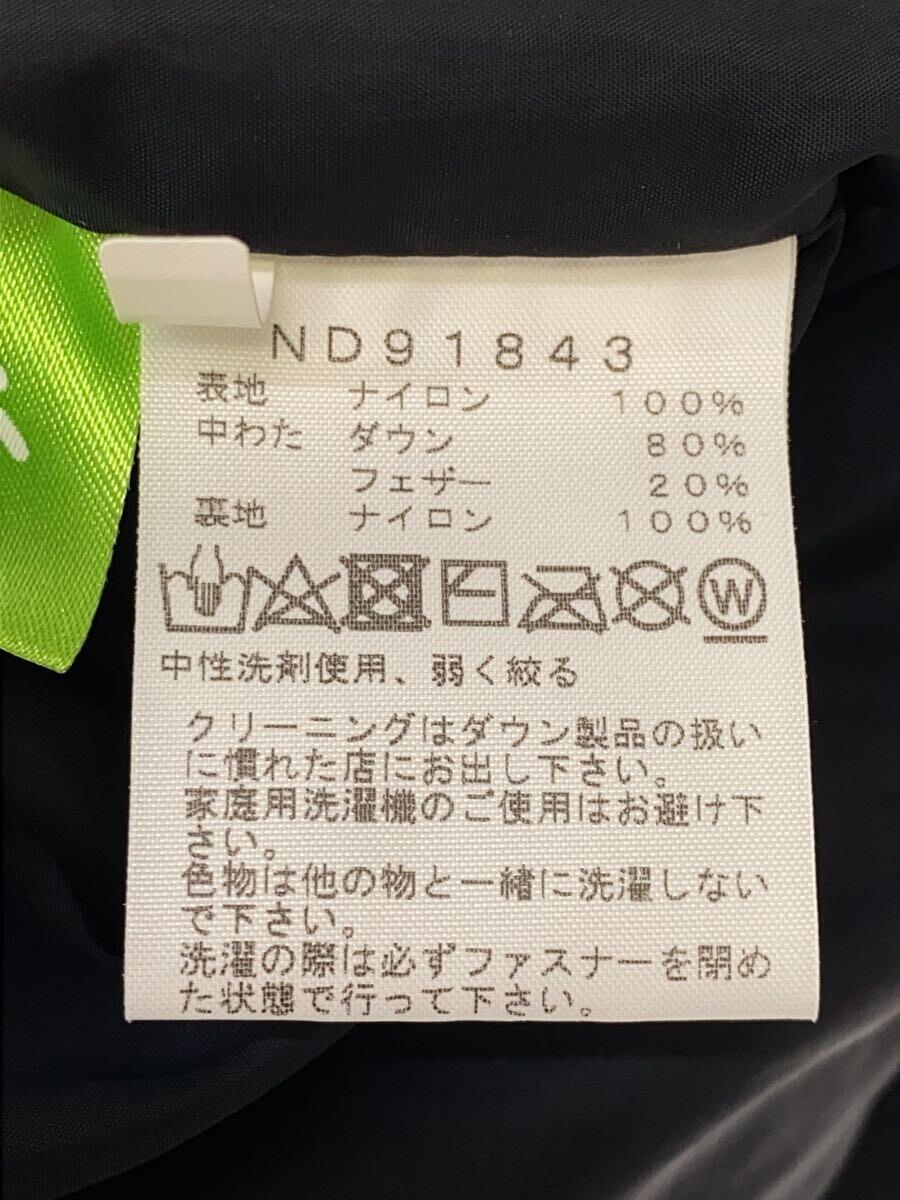 ND91843
表地 ナイロン 100%
中わた ダウン 80%
フェザー 20%
裏地 ナイロン 100%
W
中性洗剤使用、弱く絞る
クリーニングはダウン製品の扱い
に慣れた店にお出し下さい。
家庭用洗濯機のご使用はお避け下
さい。
色物は他の物と一緒に洗濯しない
で下さい。
洗濯の際は必ずファスナーを閉め
た状態で行って下さい。